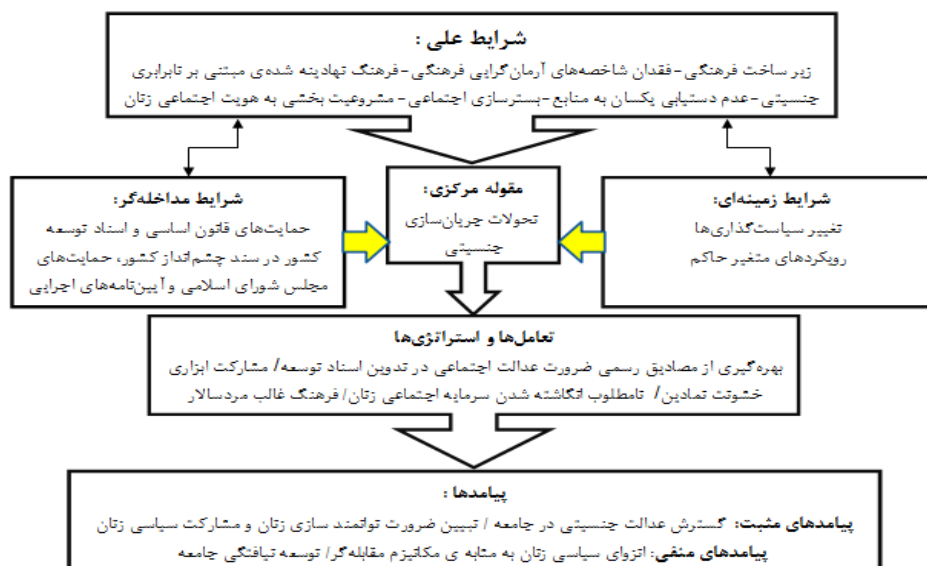 شرایط علی :
زیر ساخت فرهنگی-فقدان شاخصه‌های آرمان‌گرایی فرهنگی-فرهنگ نهادینه شده‌ی مبتنی بر نابرابری
جنسیتی-عدم دستیابی یکسان به منابع-بسترسازی اجتماعی-مشروعیت بخشی به هویت اجتماعی زنان
شرایط زمینه‌ای:
تغییر سیاست‌گذاری‌ها
رویکردهای متغیر حاکم
مقوله مرکزی:
تحولات جریان‌سازی
جنسیتی
شرایط مداخله‌گر:
حمایت‌های قانون اساسی و اسناد توسعه
کشور در سند چشم‌انداز کشور، حمایت‌های
مجلس شورای اسلامی و آیین‌نامه‌های اجرایی
تعامل‌ها و استراتژی‌ها
بهره‌گیری از مصادیق رسمی ضرورت عدالت اجتماعی در تدوین اسناد توسعه/ مشارکت ابزاری
خشونت نمادین/ نامطلوب انگاشته شدن سرمایه اجتماعی زنان/ فرهنگ غالب مردسالار
پیامدها :
پیامدهای مثبت: گسترش عدالت جنسیتی در جامعه / تبیین ضرورت توانمند سازی زنان و مشارکت سیاسی زنان
پیامدهای منفی: انزوای سیاسی زنان به مثابه ی مکانیزم مقابله‌گر/ توسعه نیافتگی جامعه